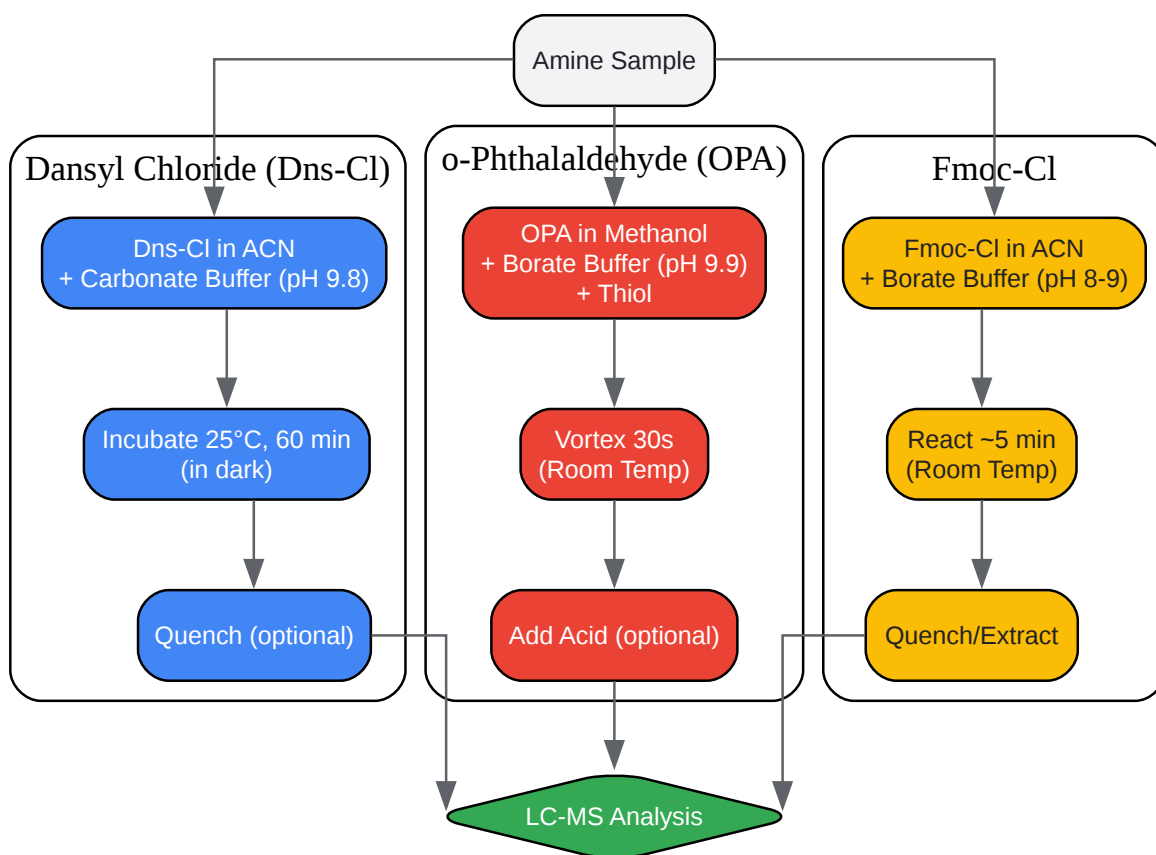 Amine Sample
Dansyl Chloride (Dns-Cl)
Dns-Cl in ACN
+ Carbonate Buffer (pH 9.8)
Incubate 25°C, 60 min
(in dark)
Quench (optional)
o-Phthalaldehyde (OPA)
OPA in Methanol
+ Borate Buffer (pH 9.9)
+ Thiol
Vortex 30s
(Room Temp)
Add Acid (optional)
Fmoc-Cl
Fmoc-Cl in ACN
+ Borate Buffer (pH 8-9)
React ~5 min
(Room Temp)
Quench/Extract
LC-MS Analysis